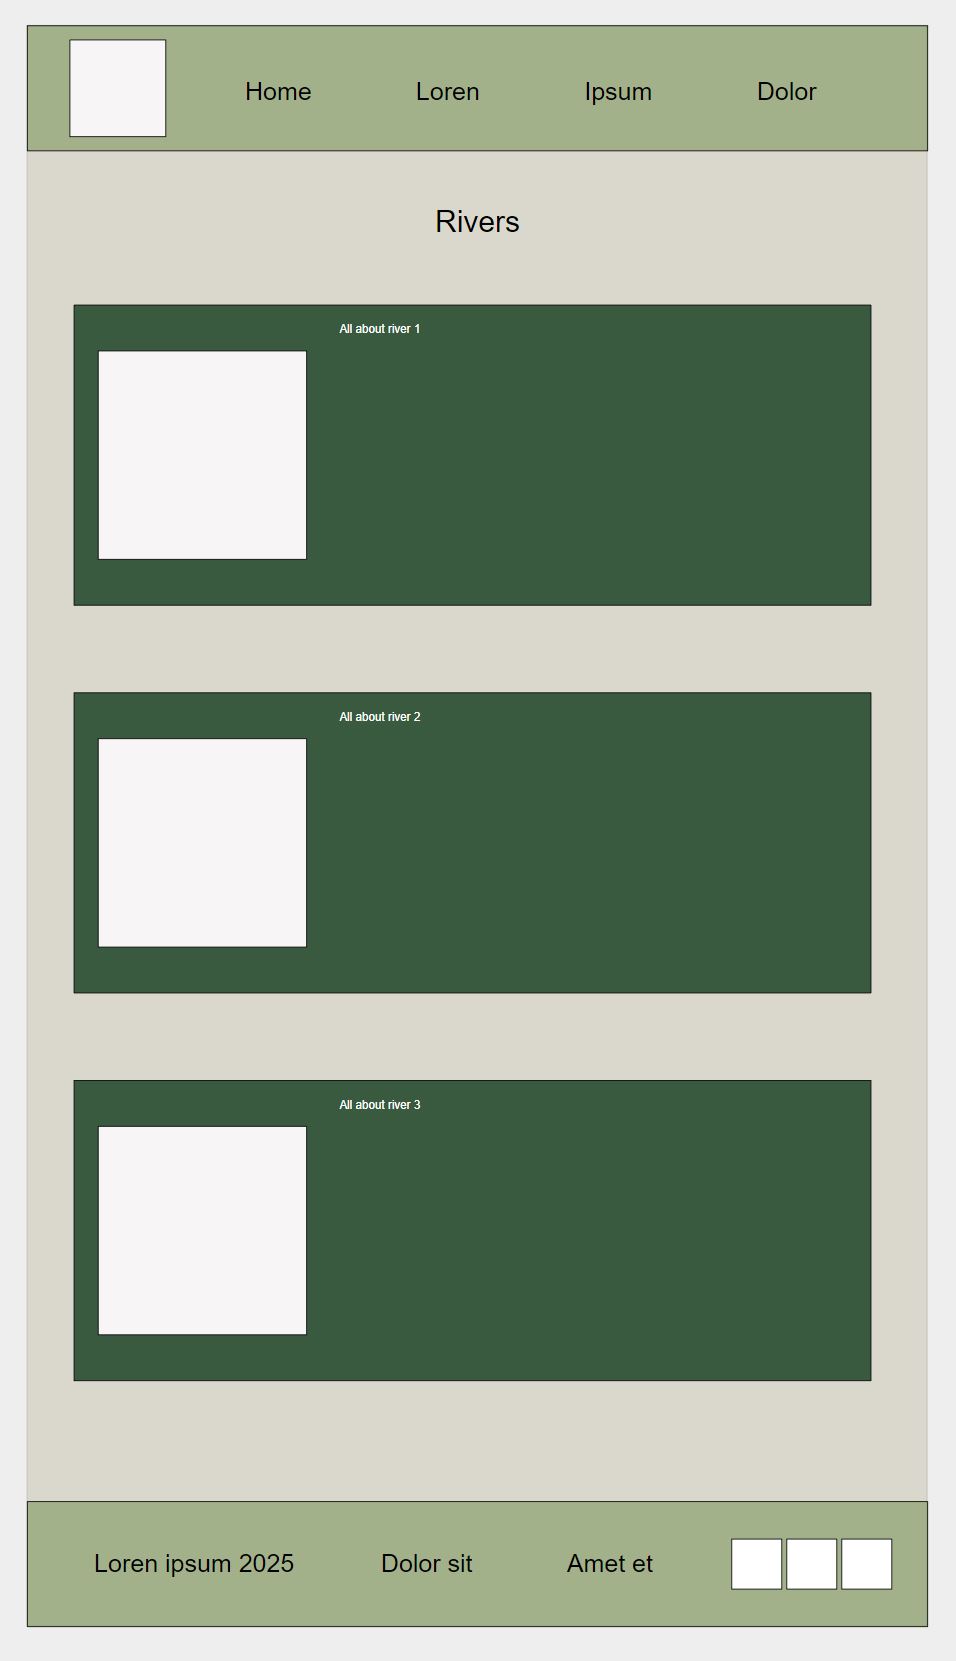 Home Loren Ipsum Dolor
Rivers
All about river 1
All about river 2
All about river 3
Loren ipsum 2025 Dolor sit Amet et